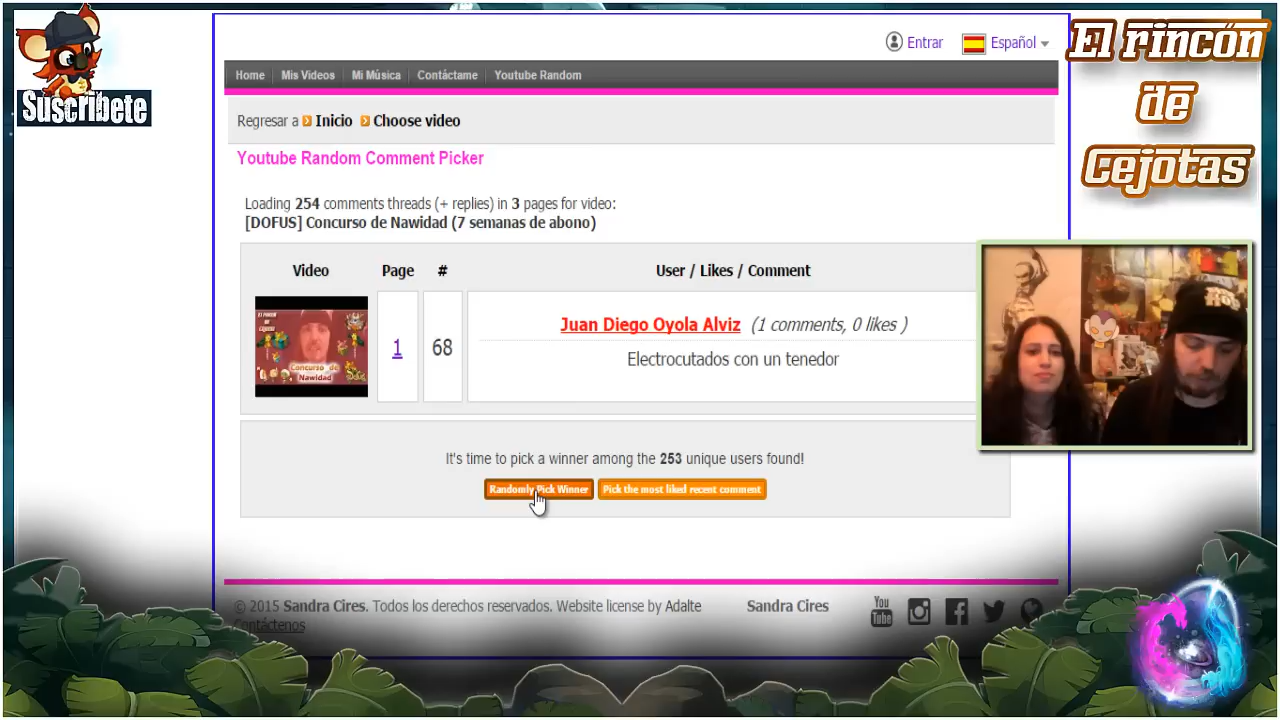 Entrar Español
El rincón
de
Cejotas
Suscribete
Home Mis Videos Mi Música Contáctame Youtube Random
Regresar a Inicio Choose video
Youtube Random Comment Picker
Loading 254 comments threads (+ replies) in 3 pages for video:
[DOFUS] Concurso de Nawidad (7 semanas de abono)
Video Page # User / Likes / Comment
Concurso de
Nawidad
1 68
Juan Diego Oyola Alviz (1 comments, 0 likes )
Electrocutados con un tenedor
It's time to pick a winner among the 253 unique users found!
Randomly Pick Winner Pick the most liked recent comment
© 2015 Sandra Cires. Todos los derechos reservados. Website license by Adalte
Contáctenos
Sandra Cires
You
Tube